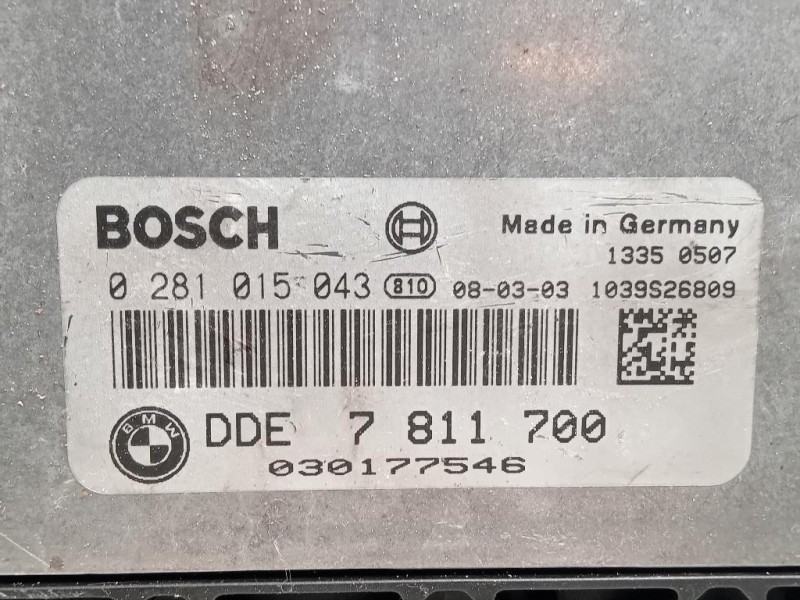 BOSCH
Made in Germany
1335 0507
0 281 015 043 810 08-03-03 1039S26809
BMW
DDE 7 811 700
030177546